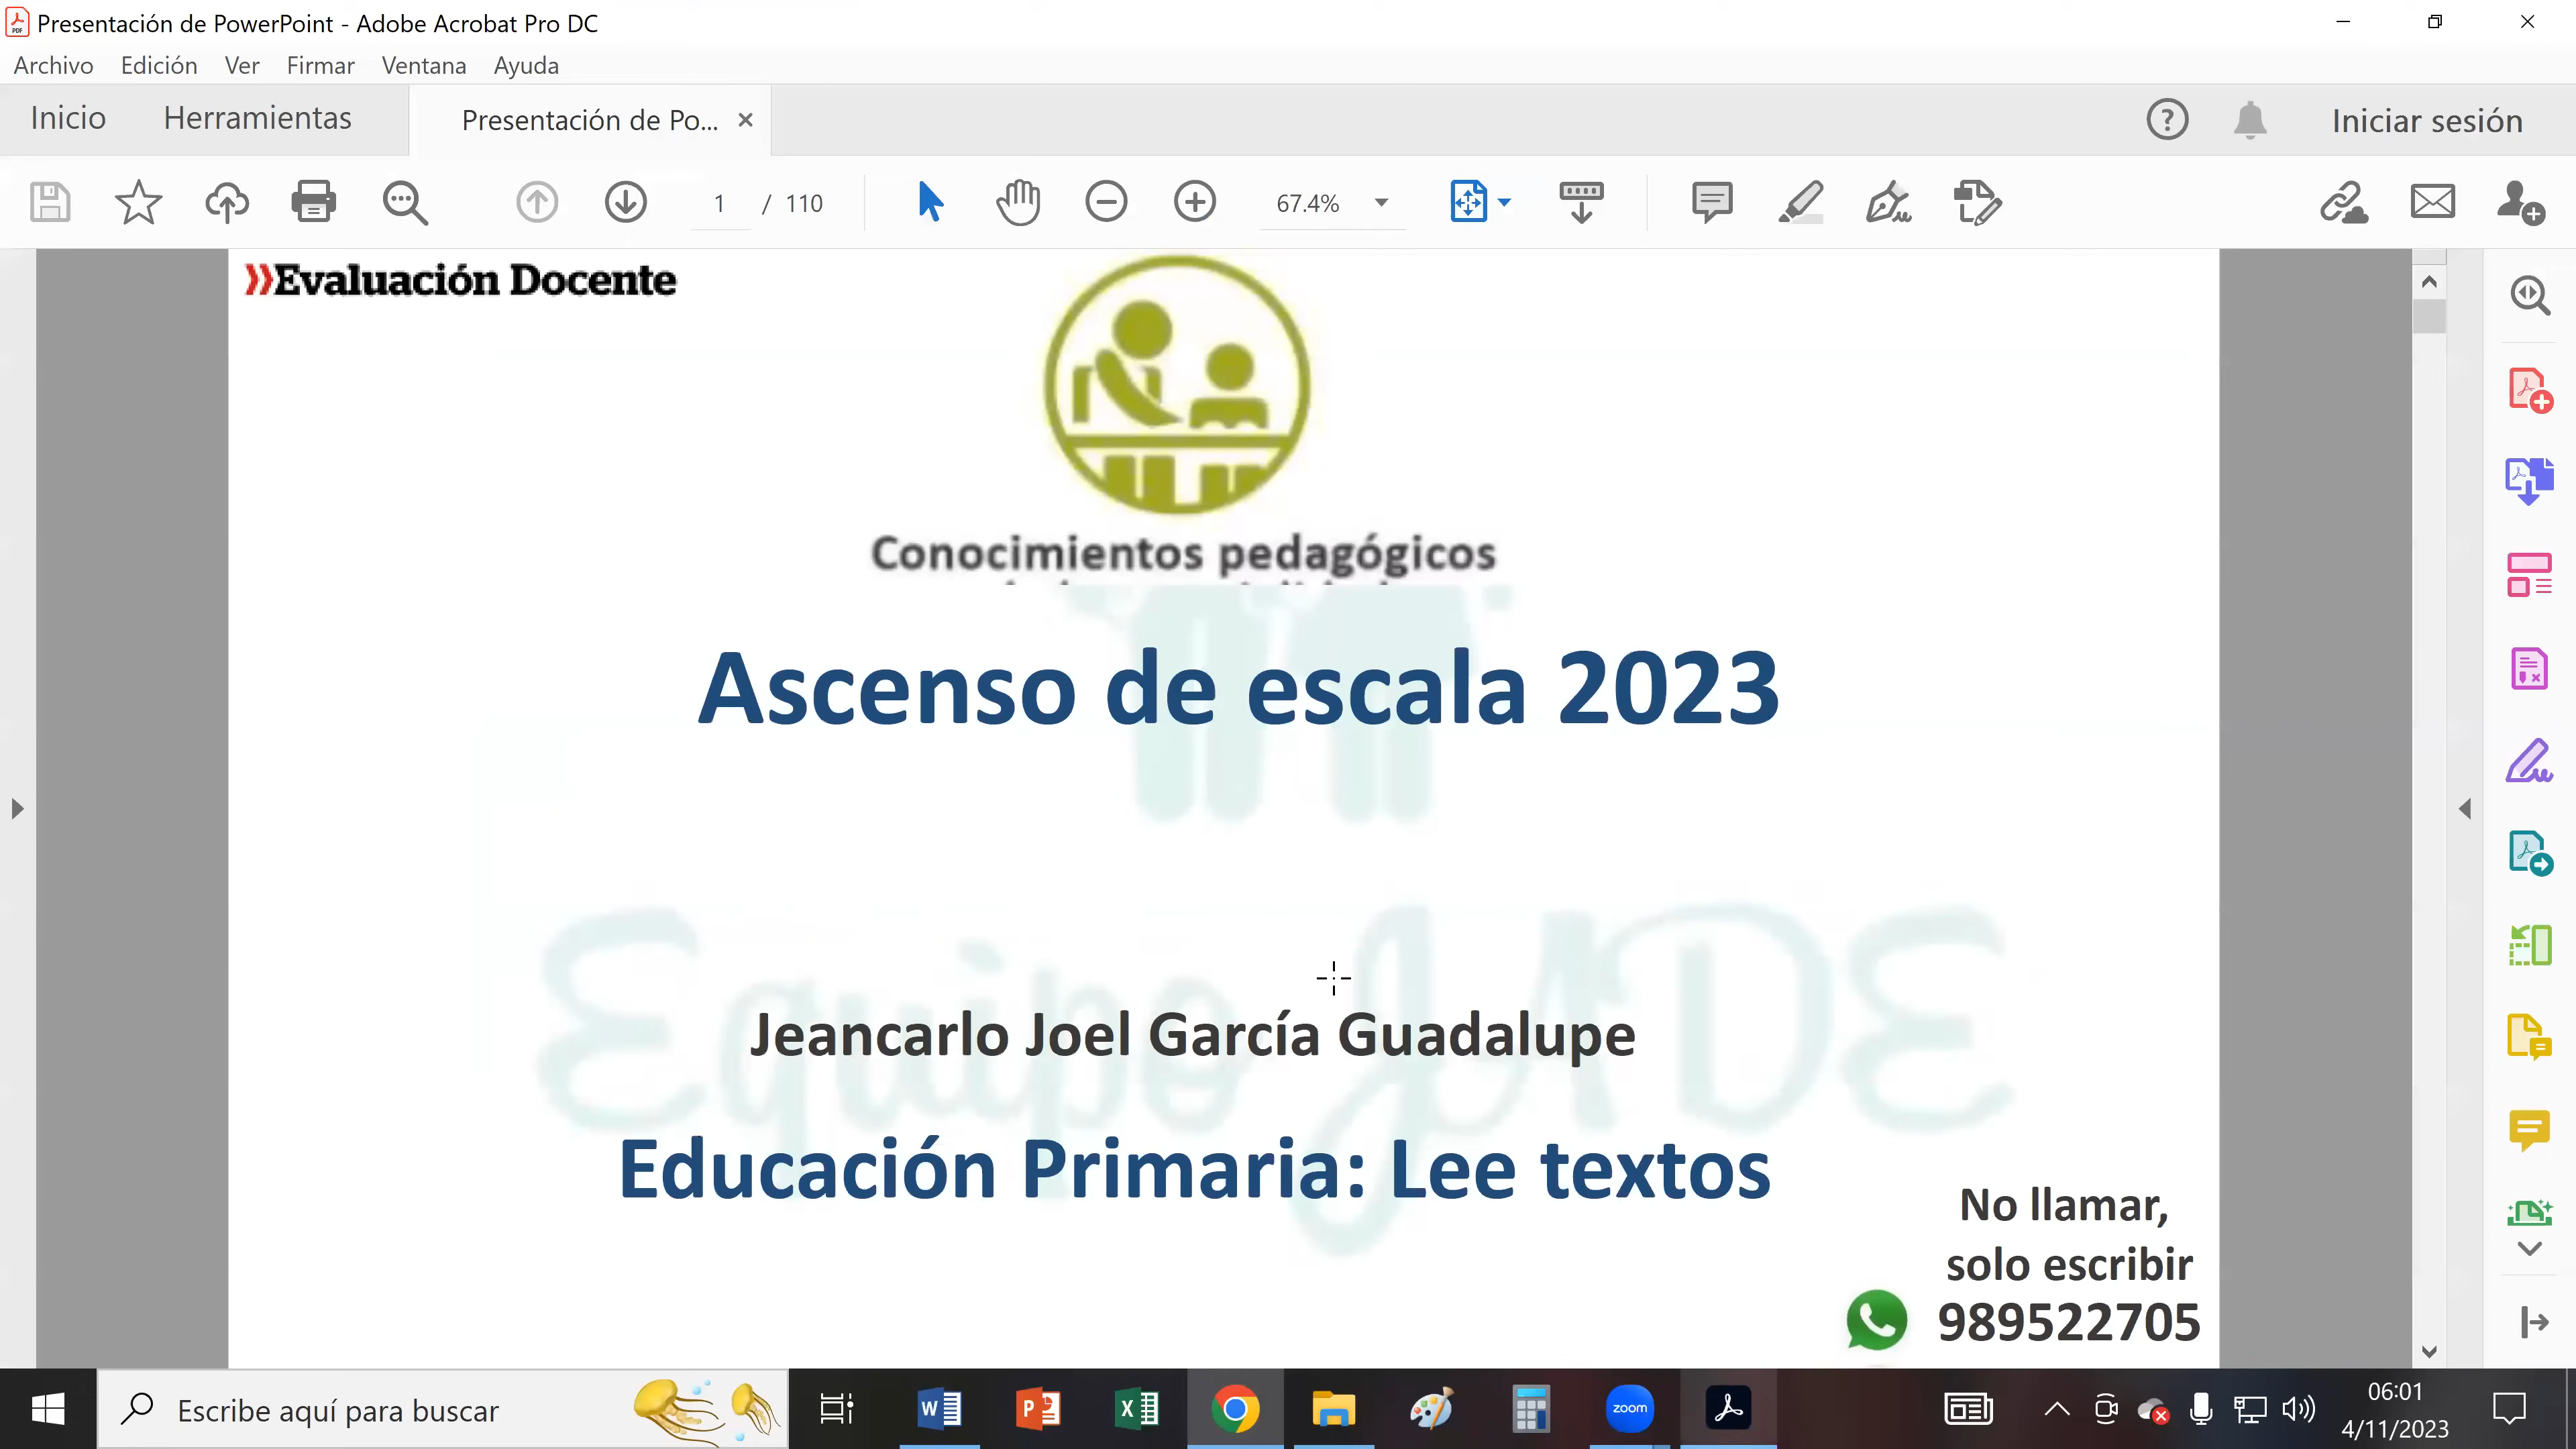 Presentación de PowerPoint - Adobe Acrobat Pro DC
Archivo Edición Ver Firmar Ventana Ayuda
Inicio Herramientas Presentación de Po... Iniciar sesión
1 / 110 67.4%
Evaluación Docente
Conocimientos pedagógicos
Ascenso de escala 2023
Equipo JADE
Jeancarlo Joel García Guadalupe
Educación Primaria: Lee textos
No llamar,
solo escribir
989522705
Escribe aquí para buscar
zoom
06:01
4/11/2023